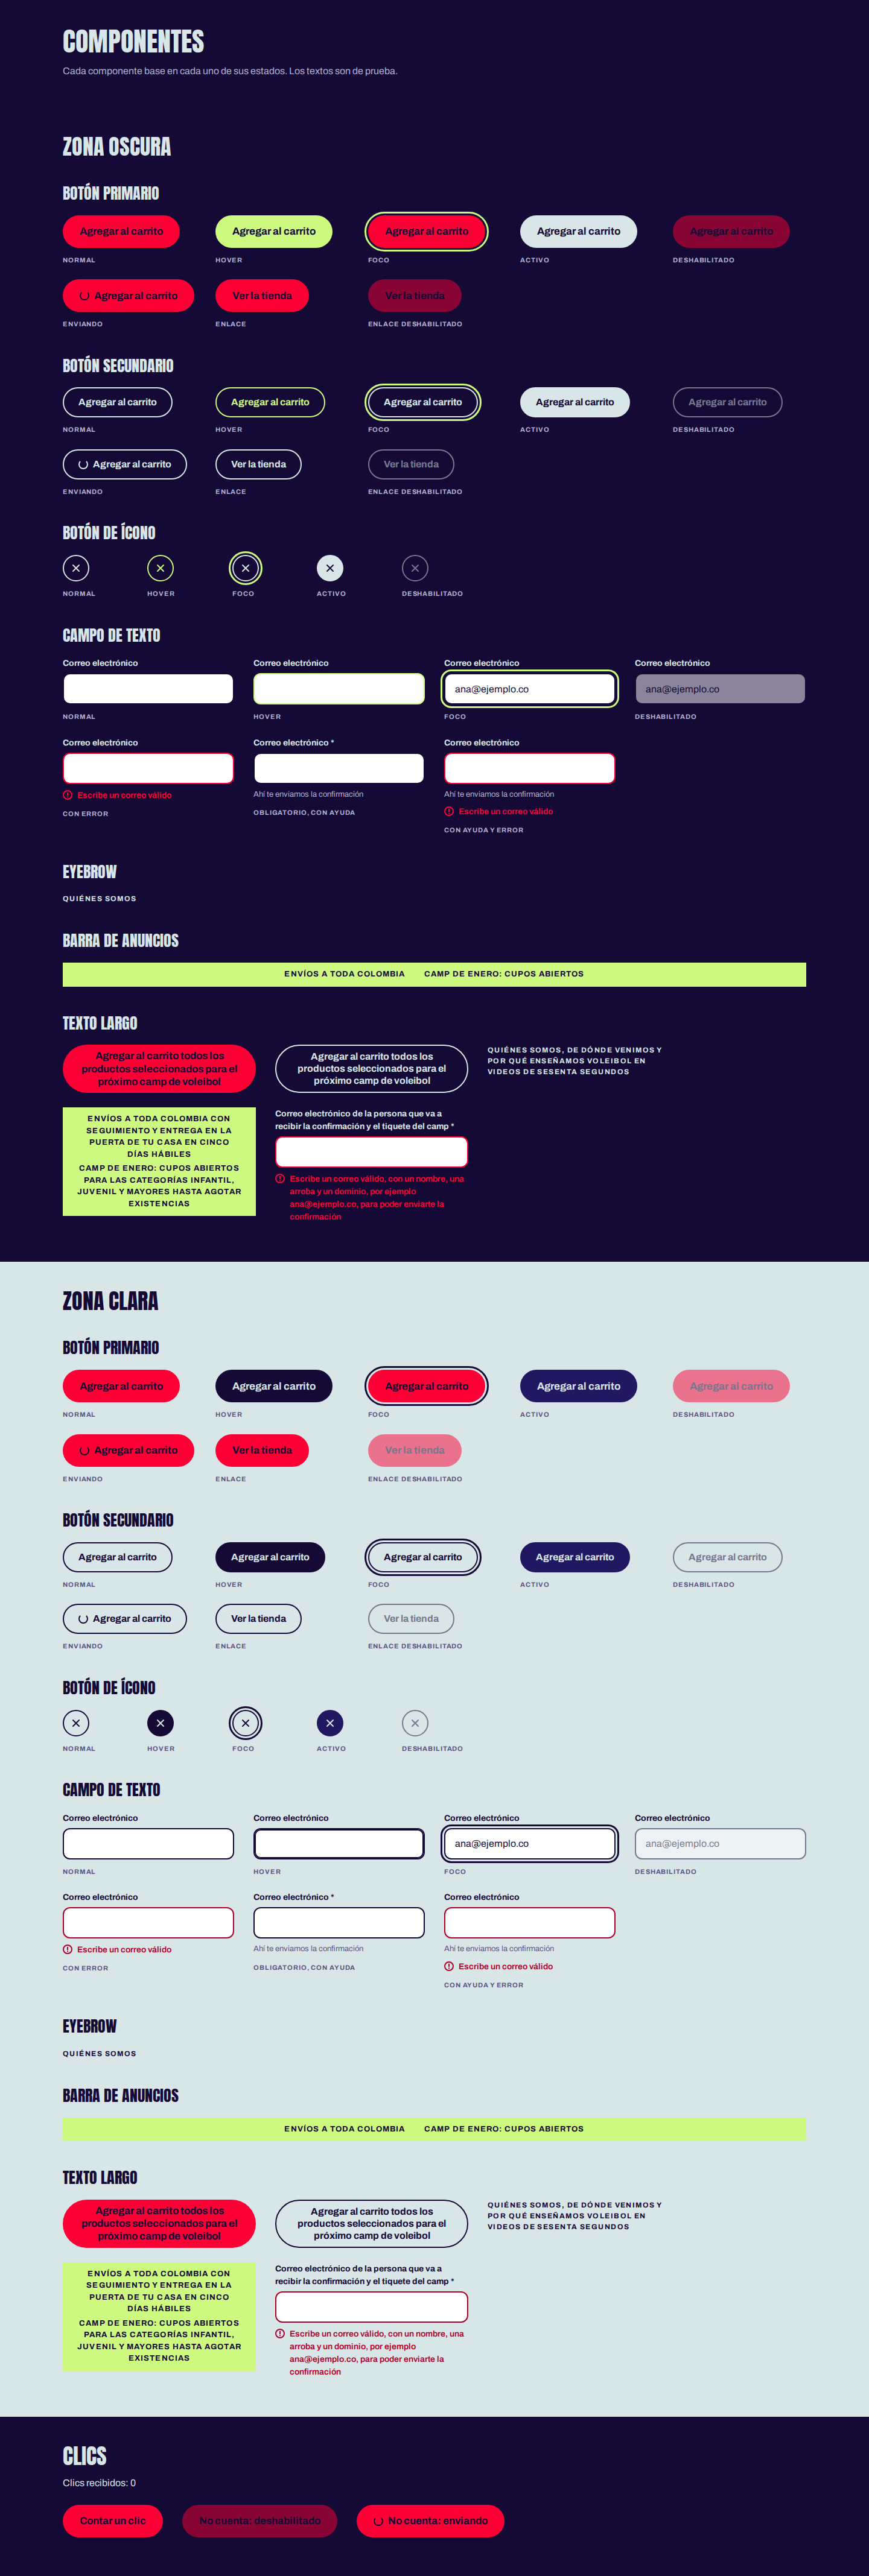 COMPONENTES
Cada componente base en cada uno de sus estados. Los textos son de prueba.
ZONA OSCURA
BOTÓN PRIMARIO
Agregar al carrito
Agregar al carrito
Agregar al carrito
Agregar al carrito
Agregar al carrito
NORMAL
HOVER
FOCO
ACTIVO
DESHABILITADO
Agregar al carrito
Ver la tienda
Ver la tienda
ENVIANDO
ENLACE
ENLACE DESHABILITADO
BOTÓN SECUNDARIO
Agregar al carrito
Agregar al carrito
Agregar al carrito
Agregar al carrito
Agregar al carrito
NORMAL
HOVER
FOCO
ACTIVO
DESHABILITADO
Agregar al carrito
Ver la tienda
Ver la tienda
ENVIANDO
ENLACE
ENLACE DESHABILITADO
BOTÓN DE ÍCONO
NORMAL
HOVER
FOCO
ACTIVO
DESHABILITADO
CAMPO DE TEXTO
Correo electrónico
Correo electrónico
Correo electrónico
Correo electrónico
ana@ejemplo.co
ana@ejemplo.co
NORMAL
HOVER
FOCO
DESHABILITADO
Correo electrónico
Correo electrónico *
Correo electrónico
Escribe un correo válido
Ahí te enviamos la confirmación
Ahí te enviamos la confirmación
CON ERROR
OBLIGATORIO, CON AYUDA
Escribe un correo válido
CON AYUDA Y ERROR
EYEBROW
QUIÉNES SOMOS
BARRA DE ANUNCIOS
ENVÍOS A TODA COLOMBIA
CAMP DE ENERO: CUPOS ABIERTOS
TEXTO LARGO
Agregar al carrito todos los
productos seleccionados para el
próximo camp de voleibol
Agregar al carrito todos los
productos seleccionados para el
próximo camp de voleibol
QUIÉNES SOMOS, DE DÓNDE VENIMOS Y
POR QUÉ ENSEÑAMOS VOLEIBOL EN
VIDEOS DE SESENTA SEGUNDOS
ENVÍOS A TODA COLOMBIA CON
SEGUIMIENTO Y ENTREGA EN LA
PUERTA DE TU CASA EN CINCO
DÍAS HÁBILES
CAMP DE ENERO: CUPOS ABIERTOS
PARA LAS CATEGORÍAS INFANTIL,
JUVENIL Y MAYORES HASTA AGOTAR
EXISTENCIAS
Correo electrónico de la persona que va a
recibir la confirmación y el tiquete del camp *
Escribe un correo válido, con un nombre, una
arroba y un dominio, por ejemplo
ana@ejemplo.co, para poder enviarte la
confirmación
ZONA CLARA
BOTÓN PRIMARIO
Agregar al carrito
Agregar al carrito
Agregar al carrito
Agregar al carrito
Agregar al carrito
NORMAL
HOVER
FOCO
ACTIVO
DESHABILITADO
Agregar al carrito
Ver la tienda
Ver la tienda
ENVIANDO
ENLACE
ENLACE DESHABILITADO
BOTÓN SECUNDARIO
Agregar al carrito
Agregar al carrito
Agregar al carrito
Agregar al carrito
Agregar al carrito
NORMAL
HOVER
FOCO
ACTIVO
DESHABILITADO
Agregar al carrito
Ver la tienda
Ver la tienda
ENVIANDO
ENLACE
ENLACE DESHABILITADO
BOTÓN DE ÍCONO
NORMAL
HOVER
FOCO
ACTIVO
DESHABILITADO
CAMPO DE TEXTO
Correo electrónico
Correo electrónico
Correo electrónico
Correo electrónico
ana@ejemplo.co
ana@ejemplo.co
NORMAL
HOVER
FOCO
DESHABILITADO
Correo electrónico
Correo electrónico *
Correo electrónico
Escribe un correo válido
Ahí te enviamos la confirmación
Ahí te enviamos la confirmación
CON ERROR
OBLIGATORIO, CON AYUDA
Escribe un correo válido
CON AYUDA Y ERROR
EYEBROW
QUIÉNES SOMOS
BARRA DE ANUNCIOS
ENVÍOS A TODA COLOMBIA
CAMP DE ENERO: CUPOS ABIERTOS
TEXTO LARGO
Agregar al carrito todos los
productos seleccionados para el
próximo camp de voleibol
Agregar al carrito todos los
productos seleccionados para el
próximo camp de voleibol
QUIÉNES SOMOS, DE DÓNDE VENIMOS Y
POR QUÉ ENSEÑAMOS VOLEIBOL EN
VIDEOS DE SESENTA SEGUNDOS
ENVÍOS A TODA COLOMBIA CON
SEGUIMIENTO Y ENTREGA EN LA
PUERTA DE TU CASA EN CINCO
DÍAS HÁBILES
CAMP DE ENERO: CUPOS ABIERTOS
PARA LAS CATEGORÍAS INFANTIL,
JUVENIL Y MAYORES HASTA AGOTAR
EXISTENCIAS
Correo electrónico de la persona que va a
recibir la confirmación y el tiquete del camp *
Escribe un correo válido, con un nombre, una
arroba y un dominio, por ejemplo
ana@ejemplo.co, para poder enviarte la
confirmación
CLICS
Clics recibidos: 0
Contar un clic
No cuenta: deshabilitado
No cuenta: enviando